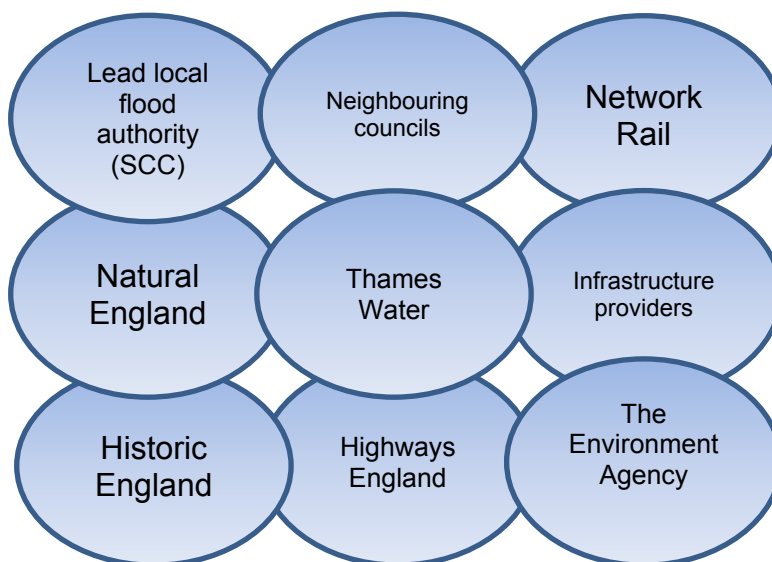 Lead local
flood
authority
(SCC)
Neighbouring
councils
Network
Rail
Natural
England
Thames
Water
Infrastructure
providers
Historic
England
Highways
England
The
Environment
Agency